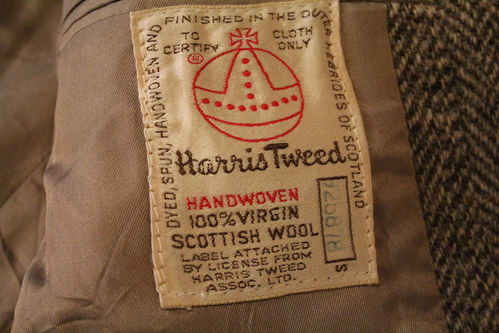 DYED, SPUN, HANDWOVEN AND FINISHED IN THE OUTER HEBRIDES OF SCOTLAND
TO CERTIFY CLOTH ONLY
®
Harris Tweed
HANDWOVEN
100% VIRGIN
SCOTTISH WOOL
LABEL ATTACHED
BY LICENSE FROM
HARRIS TWEED
ASSOC. LTD.
S